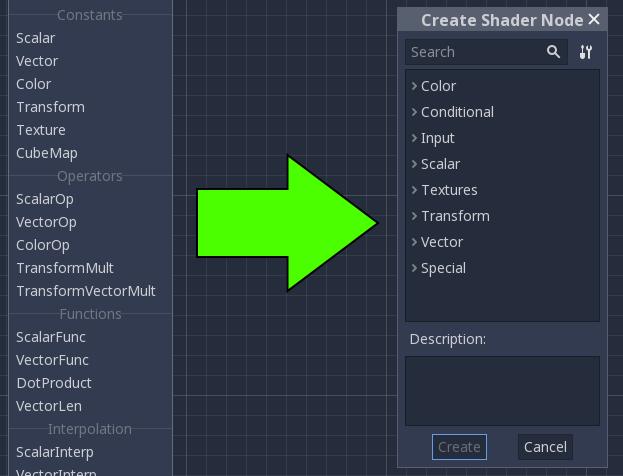 Constants
Scalar
Vector
Color
Transform
Texture
CubeMap
Operators
ScalarOp
VectorOp
ColorOp
TransformMult
TransformVectorMult
Functions
ScalarFunc
VectorFunc
DotProduct
VectorLen
Interpolation
ScalarInterp
VectorInterp
Create Shader Node
Search
Color
Conditional
Input
Scalar
Textures
Transform
Vector
Special
Description:
Create Cancel